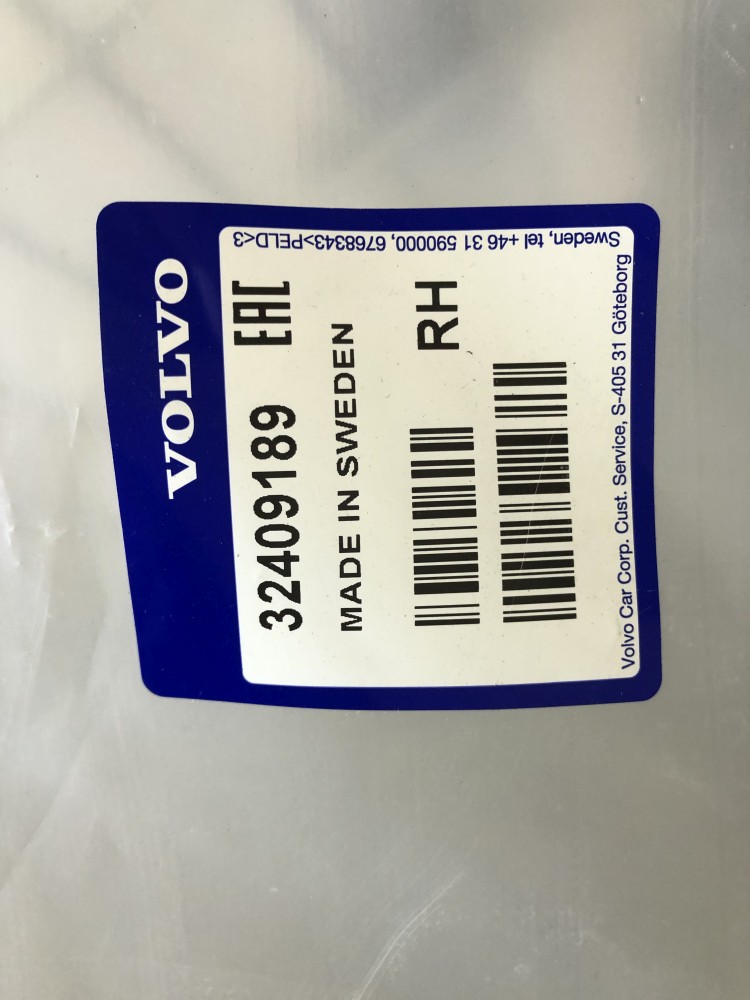 VOLVO
32409189
EAC
MADE IN SWEDEN
RH
Volvo Car Corp. Cust. Service, S-405 31 Göteborg
Sweden, tel +46 31 590000, 6768343>PELD<3